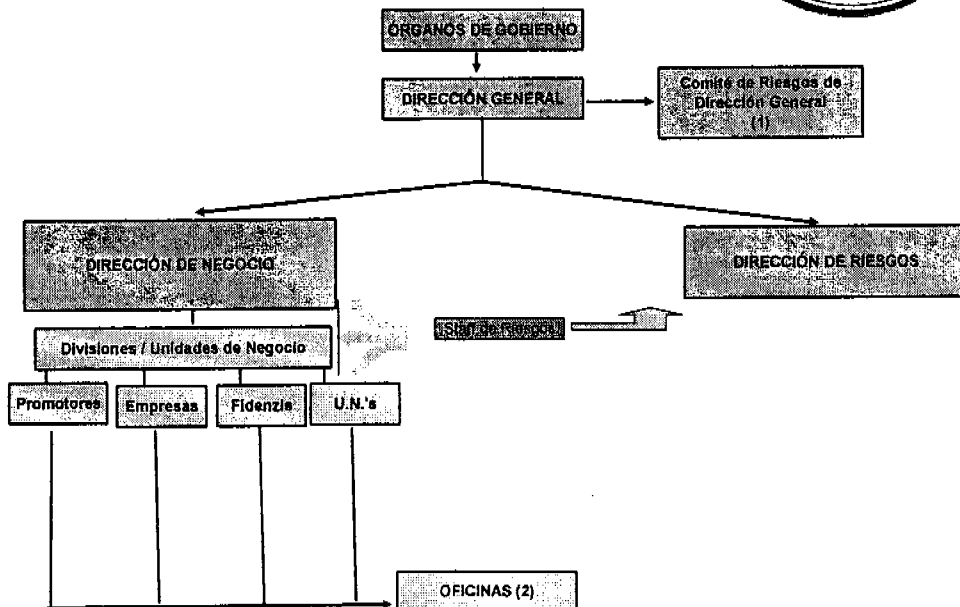 ÓRGANOS DE GOBIERNO
DIRECCIÓN GENERAL
Comité de Riesgos de
Dirección General
(1)
DIRECCIÓN DE NEGOCIO
DIRECCIÓN DE RIESGOS
(Staff de Riesgos)
Divisiones / Unidades de Negocio
Promotores
Empresas
Fidenzis
U.N.'s
OFICINAS (2)